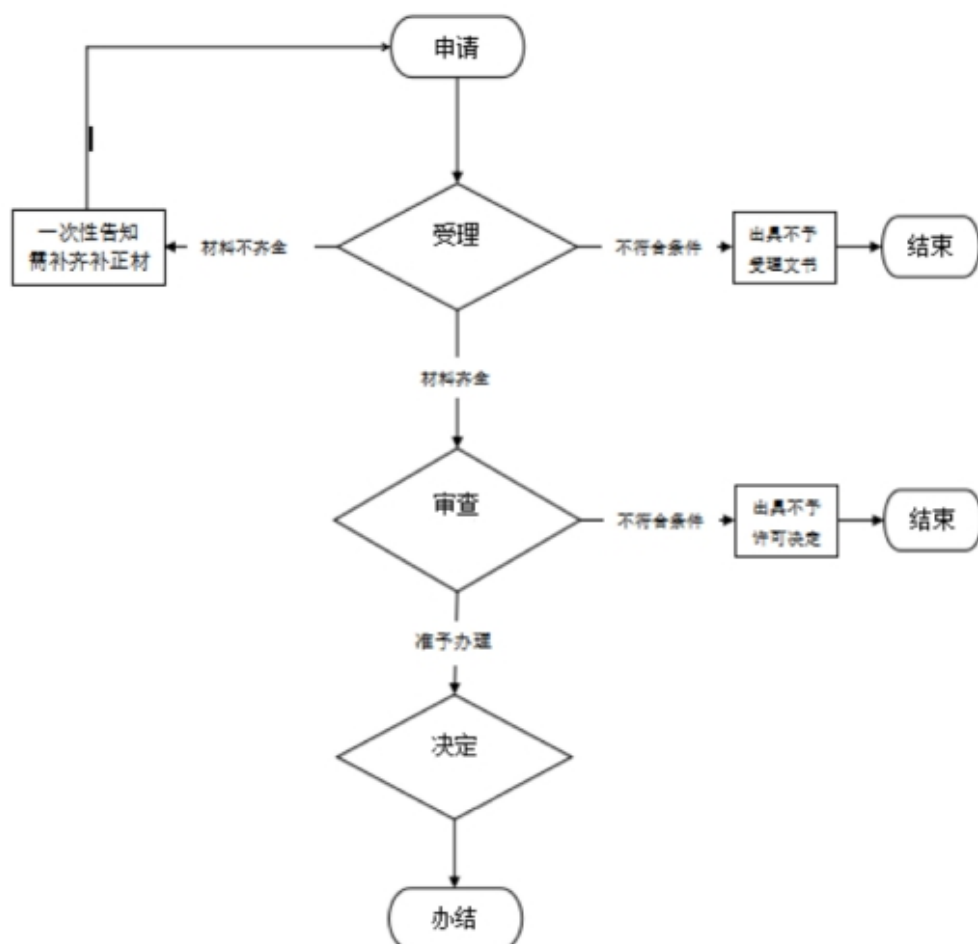 申请
一次性告知
需补齐补正材
材料不齐全
受理
不符合条件
出具不予
受理文书
结束
材料齐全
审查
不符合条件
出具不予
许可决定
结束
准予办理
决定
办结